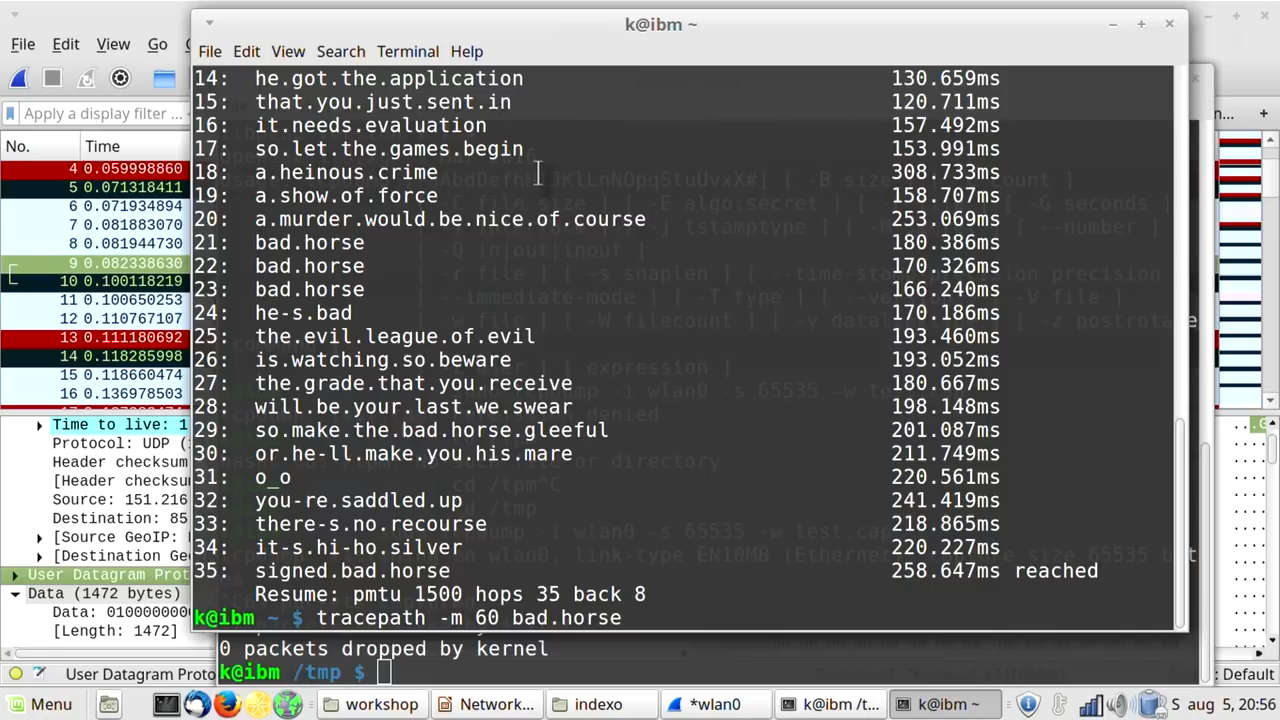 k@ibm ~
File Edit View Go
File Edit View Search Terminal Help
14: he.got.the.application 130.659ms
15: that.you.just.sent.in 120.711ms
16: it.needs.evaluation 157.492ms
17: so.let.the.games.begin 153.991ms
18: a.heinous.crime 308.733ms
19: a.show.of.force 158.707ms
20: a.murder.would.be.nice.of.course 253.069ms
21: bad.horse 180.386ms
22: bad.horse 170.326ms
23: bad.horse 166.240ms
24: he-s.bad 170.186ms
25: the.evil.league.of.evil 193.460ms
26: is.watching.so.beware 193.052ms
27: the.grade.that.you.receive 180.667ms
28: will.be.your.last.we.swear 198.148ms
29: so.make.the.bad.horse.gleeful 201.087ms
30: or.he-ll.make.you.his.mare 211.749ms
31: o_o 220.561ms
32: you-re.saddled.up 241.419ms
33: there-s.no.recourse 218.865ms
34: it-s.hi-ho.silver 220.227ms
35: signed.bad.horse 258.647ms reached
Resume: pmtu 1500 hops 35 back 8
k@ibm ~ $ tracepath -m 60 bad.horse
0 packets dropped by kernel
k@ibm /tmp $
Apply a display filter ...
No. Time
4 0.059998860
5 0.071318411
6 0.071934894
7 0.081883070
8 0.081944730
9 0.082338630
10 0.100118219
11 0.100650253
12 0.110767107
13 0.111180692
14 0.118285998
15 0.118660474
16 0.136978503
Time to live: 1
Protocol: UDP (
Header checksum
[Header checksum
Source: 151.216
Destination: 85
[Source GeoIP:
[Destination Ge
User Datagram Prot
Data (1472 bytes)
Data: 010000000
[Length: 1472]
User Datagram Proto
: Default
Menu workshop Network... indexo *wlan0 k@ibm /t... k@ibm ~ S aug 5, 20:56